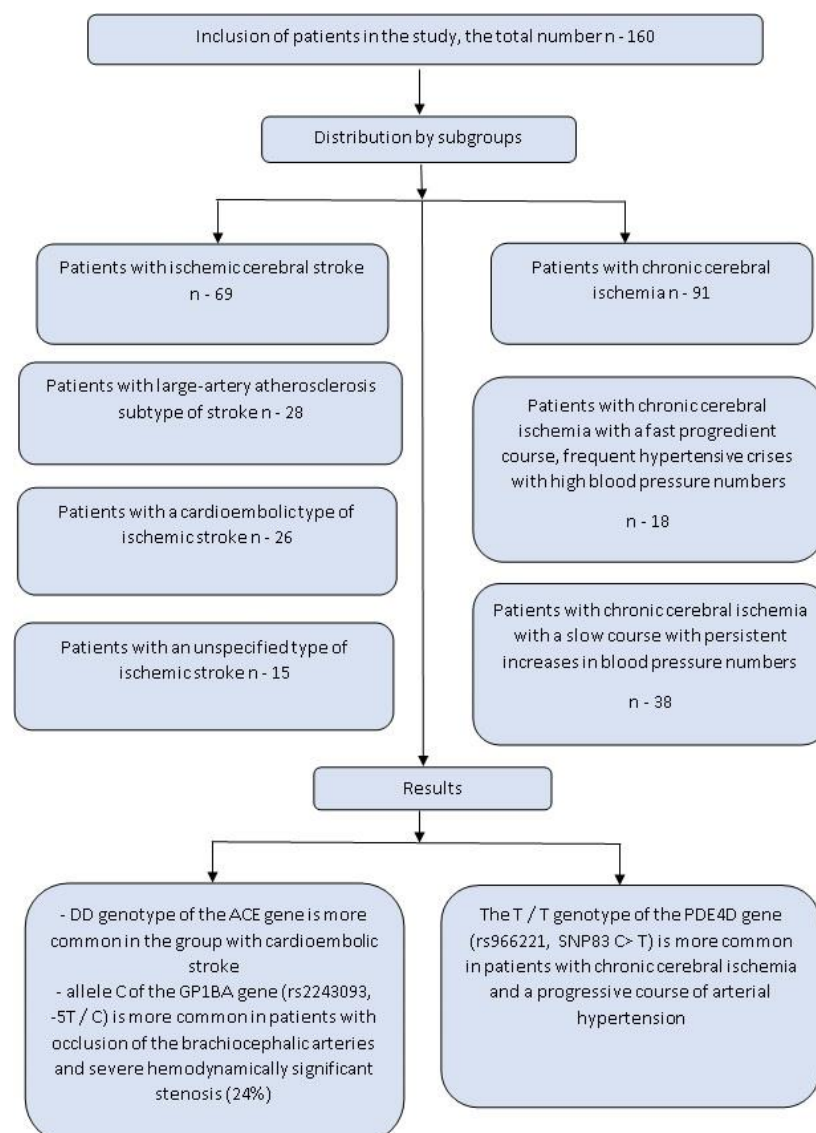 Inclusion of patients in the study, the total number n - 160
Distribution by subgroups
Patients with ischemic cerebral stroke
n - 69
Patients with large-artery atherosclerosis
subtype of stroke n - 28
Patients with a cardioembolic type of
ischemic stroke n - 26
Patients with an unspecified type of
ischemic stroke n - 15
Patients with chronic cerebral
ischemia n - 91
Patients with chronic cerebral
ischemia with a fast progredient
course, frequent hypertensive crises
with high blood pressure numbers
n - 18
Patients with chronic cerebral ischemia
with a slow course with persistent
increases in blood pressure numbers
n - 38
Results
- DD genotype of the ACE gene is more
common in the group with cardioembolic
stroke
- allele C of the GP1BA gene (rs2243093,
-5T / C) is more common in patients with
occlusion of the brachiocephalic arteries
and severe hemodynamically significant
stenosis (24%)
The T / T genotype of the PDE4D gene
(rs966221, SNP83 C> T) is more common
in patients with chronic cerebral ischemia
and a progressive course of arterial
hypertension